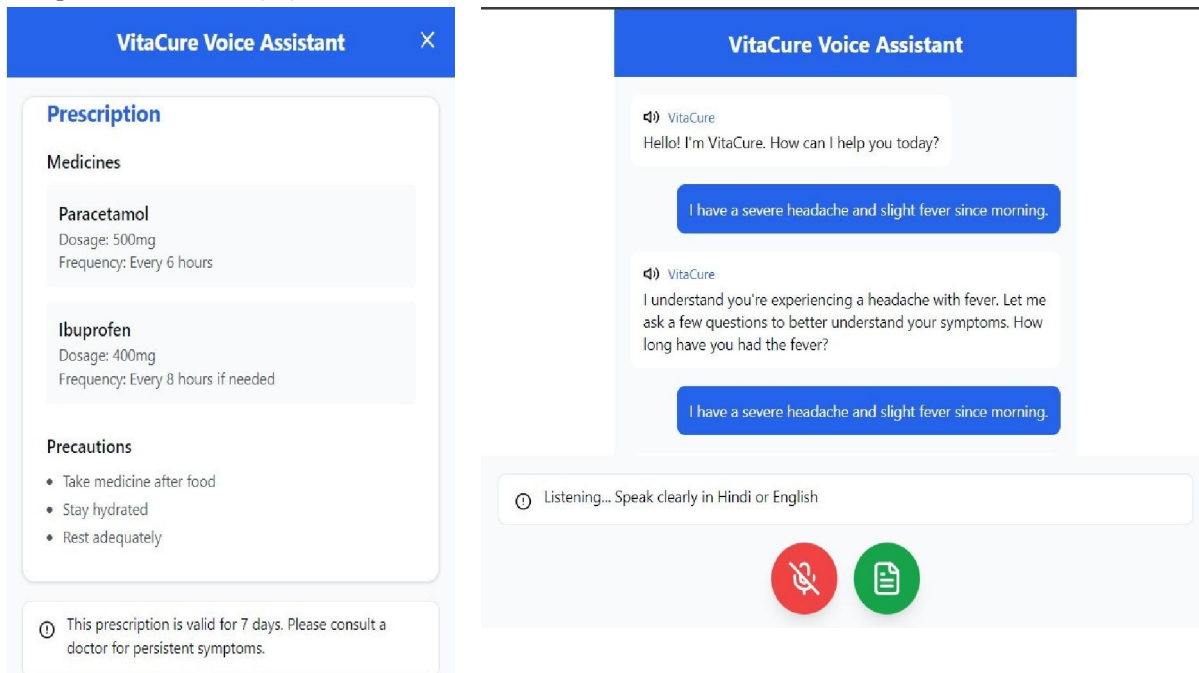 VitaCure Voice Assistant
Prescription
Medicines
Paracetamol
Dosage: 500mg
Frequency: Every 6 hours
Ibuprofen
Dosage: 400mg
Frequency: Every 8 hours if needed
Precautions
• Take medicine after food
• Stay hydrated
• Rest adequately
This prescription is valid for 7 days. Please consult a
doctor for persistent symptoms.
VitaCure Voice Assistant
VitaCure
Hello! I'm VitaCure. How can I help you today?
I have a severe headache and slight fever since morning.
VitaCure
I understand you're experiencing a headache with fever. Let me
ask a few questions to better understand your symptoms. How
long have you had the fever?
I have a severe headache and slight fever since morning.
Listening... Speak clearly in Hindi or English